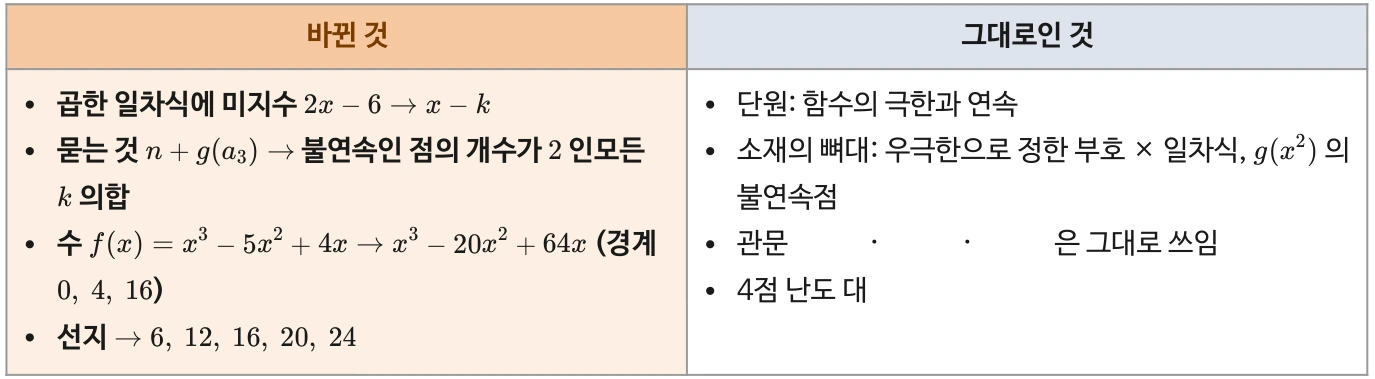 바뀐 것
그대로인 것
• 곱한 일차식에 미지수 2x − 6 → x − k
• 묻는 것 n + g(a₃) → 불연속인 점의 개수가 2 인모든
k 의합
• 수 f(x) = x³ − 5x² + 4x → x³ − 20x² + 64x (경계
0, 4, 16)
• 선지 → 6, 12, 16, 20, 24
• 단원: 함수의 극한과 연속
• 소재의 뼈대: 우극한으로 정한 부호 × 일차식, g(x²) 의
불연속점
• 관문 · · 은 그대로 쓰임
• 4점 난도 대